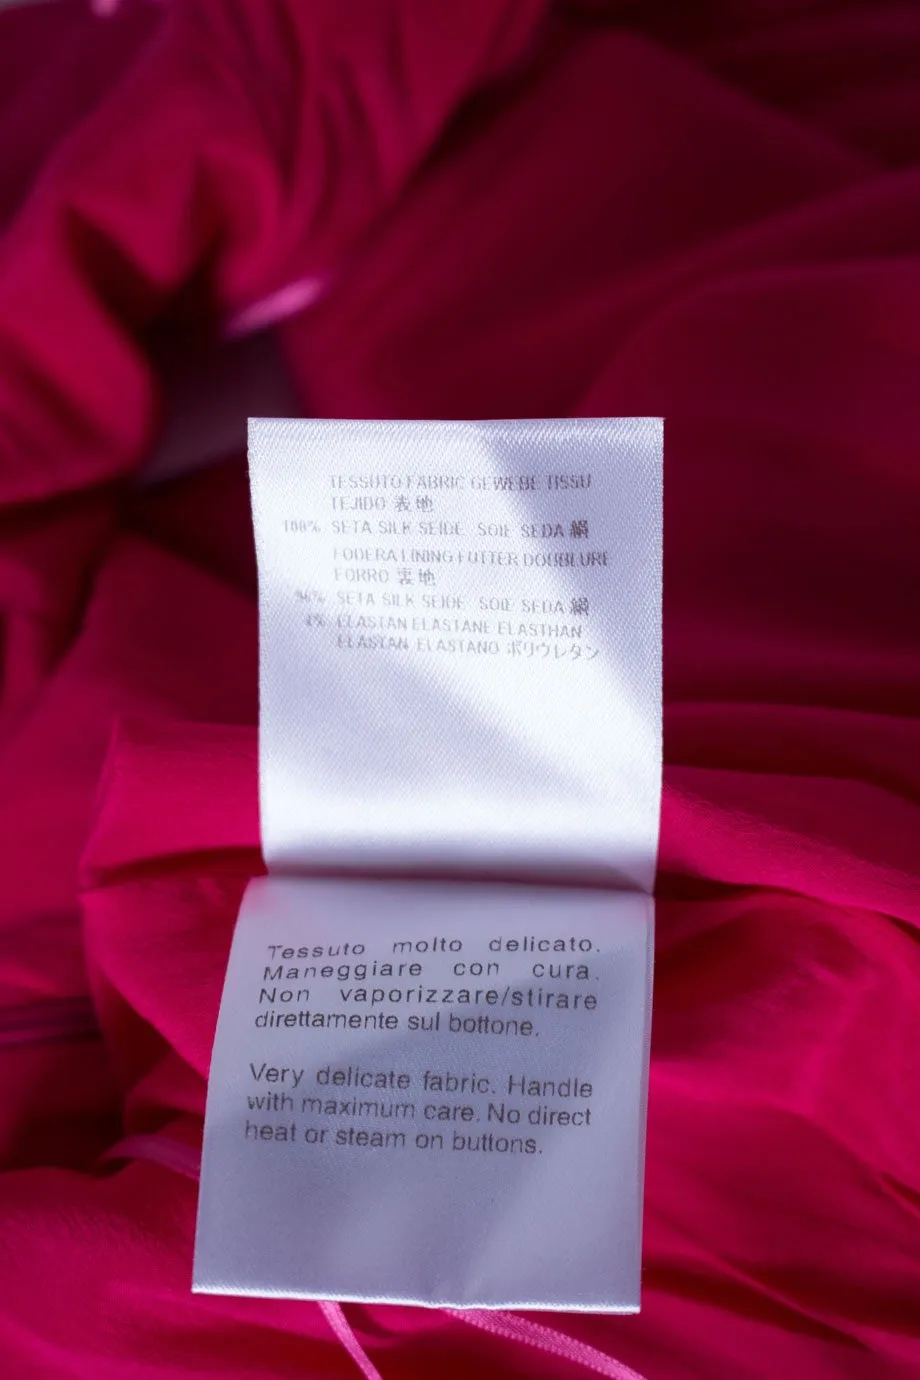 TESSUTO FABRIC GEWEBE TISSU
TEJIDO 表地
100% SETA SILK SEIDE SOIE SEDA 絹
FODERA LINING FUTTER DOUBLURE
FORRO 裏地
96% SETA SILK SEIDE SOIE SEDA 絹
4% ELASTAN ELASTANE ELASTHAN
ELASTAN ELASTANO ポリウレタン
Tessuto molto delicato.
Maneggiare con cura.
Non vaporizzare/stirare
direttamente sul bottone.
Very delicate fabric. Handle
with maximum care. No direct
heat or steam on buttons.